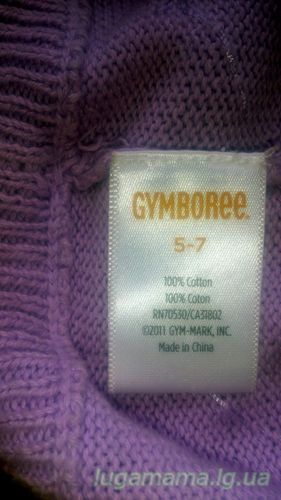 GYMBORee.
5-7
100% Cotton
100% Coton
RN70530/CA31802
©2011 GYM-MARK, INC.
Made in China
lugamama.lg.ua